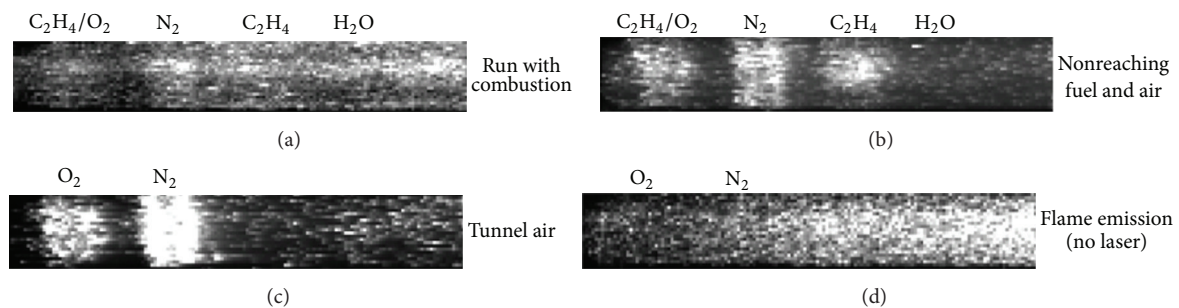 C₂H₄/O₂ N₂ C₂H₄ H₂O
Run with
combustion
(a)
C₂H₄/O₂ N₂ C₂H₄ H₂O
Nonreaching
fuel and air
(b)
O₂ N₂
Tunnel air
(c)
O₂ N₂
Flame emission
(no laser)
(d)